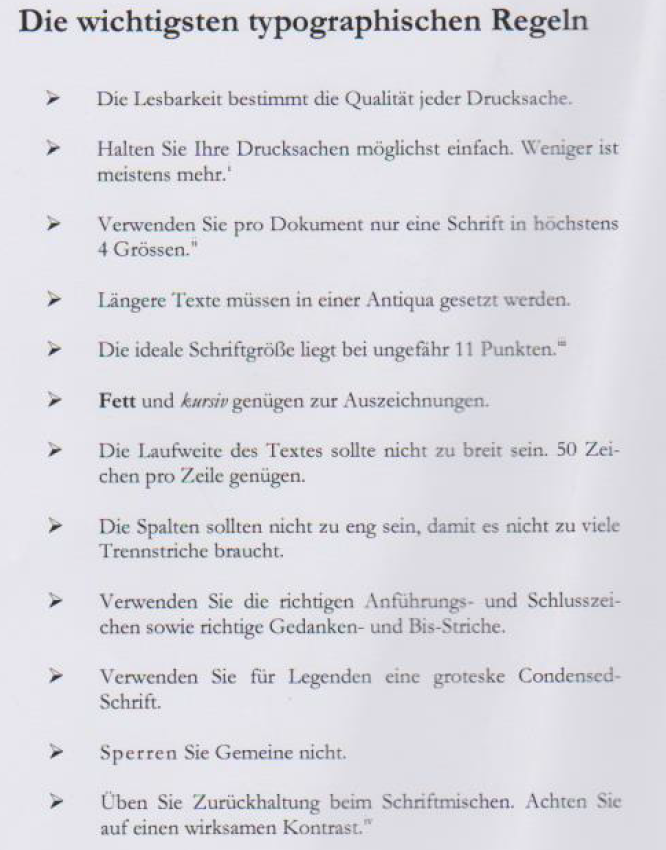 Die wichtigsten typographischen Regeln
➤ Die Lesbarkeit bestimmt die Qualität jeder Drucksache.
➤ Halten Sie Ihre Drucksachen möglichst einfach. Weniger ist
meistens mehr.ⁱ
➤ Verwenden Sie pro Dokument nur eine Schrift in höchstens
4 Grössen.ⁱⁱ
➤ Längere Texte müssen in einer Antiqua gesetzt werden.
➤ Die ideale Schriftgröße liegt bei ungefähr 11 Punkten.ⁱⁱⁱ
➤ Fett und kursiv genügen zur Auszeichnungen.
➤ Die Laufweite des Textes sollte nicht zu breit sein. 50 Zei-
chen pro Zeile genügen.
➤ Die Spalten sollten nicht zu eng sein, damit es nicht zu viele
Trennstriche braucht.
➤ Verwenden Sie die richtigen Anführungs- und Schlusszei-
chen sowie richtige Gedanken- und Bis-Striche.
➤ Verwenden Sie für Legenden eine groteske Condensed-
Schrift.
➤ Sperren Sie Gemeine nicht.
➤ Üben Sie Zurückhaltung beim Schriftmischen. Achten Sie
auf einen wirksamen Kontrast.ⁱᵛ